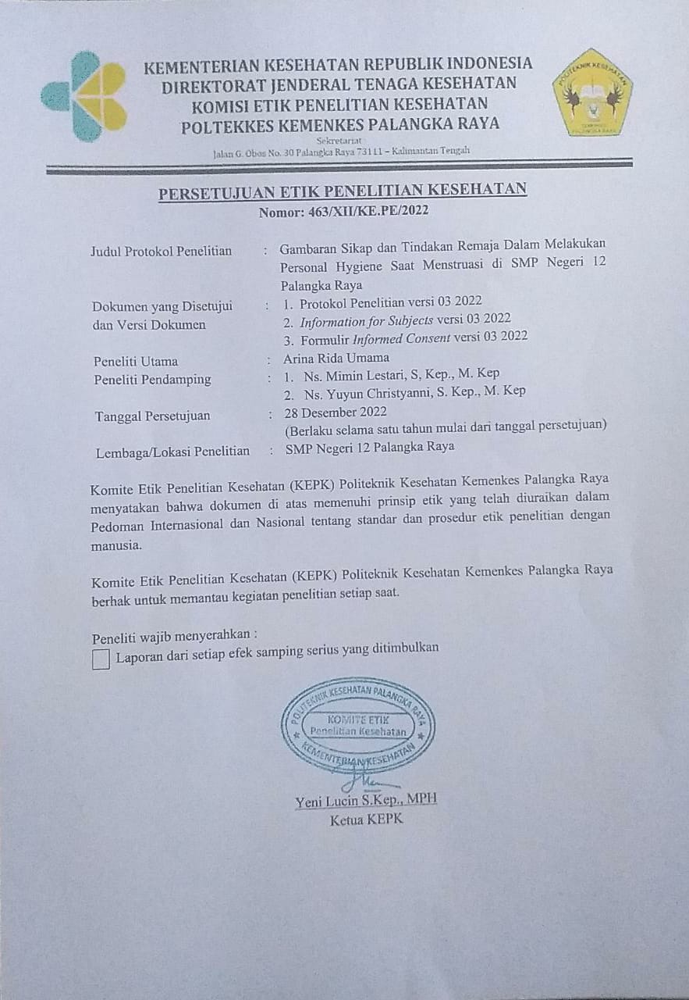 KEMENTERIAN KESEHATAN REPUBLIK INDONESIA
DIREKTORAT JENDERAL TENAGA KESEHATAN
KOMISI ETIK PENELITIAN KESEHATAN
POLTEKKES KEMENKES PALANGKA RAYA
Sekretariat
Jalan G. Obos No. 30 Palangka Raya 73111 – Kalimantan Tengah
POLITEKNIK KESEHATAN
PERSETUJUAN ETIK PENELITIAN KESEHATAN
Nomor: 463/XII/KE.PE/2022
Judul Protokol Penelitian : Gambaran Sikap dan Tindakan Remaja Dalam Melakukan
Personal Hygiene Saat Menstruasi di SMP Negeri 12
Palangka Raya
Dokumen yang Disetujui : 1. Protokol Penelitian versi 03 2022
dan Versi Dokumen 2. Information for Subjects versi 03 2022
3. Formulir Informed Consent versi 03 2022
Peneliti Utama : Arina Rida Umama
Peneliti Pendamping : 1. Ns. Mimin Lestari, S, Kep., M. Kep
2. Ns. Yuyun Christyanni, S. Kep., M. Kep
Tanggal Persetujuan : 28 Desember 2022
(Berlaku selama satu tahun mulai dari tanggal persetujuan)
Lembaga/Lokasi Penelitian : SMP Negeri 12 Palangka Raya
Komite Etik Penelitian Kesehatan (KEPK) Politeknik Kesehatan Kemenkes Palangka Raya
menyatakan bahwa dokumen di atas memenuhi prinsip etik yang telah diuraikan dalam
Pedoman Internasional dan Nasional tentang standar dan prosedur etik penelitian dengan
manusia.
Komite Etik Penelitian Kesehatan (KEPK) Politeknik Kesehatan Kemenkes Palangka Raya
berhak untuk memantau kegiatan penelitian setiap saat.
Peneliti wajib menyerahkan :
Laporan dari setiap efek samping serius yang ditimbulkan
POLITEKNIK KESEHATAN PALANGKA RAYA
KOMITE ETIK
Penelitian Kesehatan
KEMENTERIAN KESEHATAN
Yeni Lucin S.Kep., MPH
Ketua KEPK